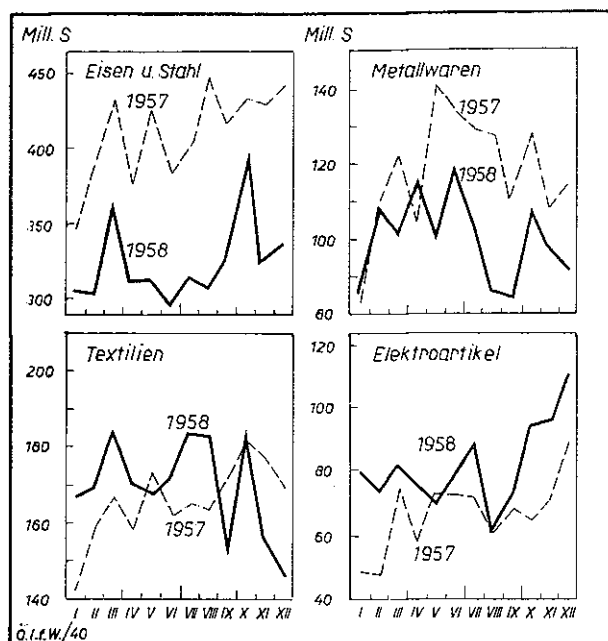 Mill. S
Eisen u. Stahl
450
400
350
300
1957
1958
Mill. S
Metallwaren
140
120
100
80
1957
1958
Textilien
200
180
160
140
1958
1957
I II III IV V VI VII VIII IX X XI XII
Elektroartikel
120
100
80
60
40
1958
1957
I II III IV V VI VII VIII IX X XI XII
Ö.I.f.W./40